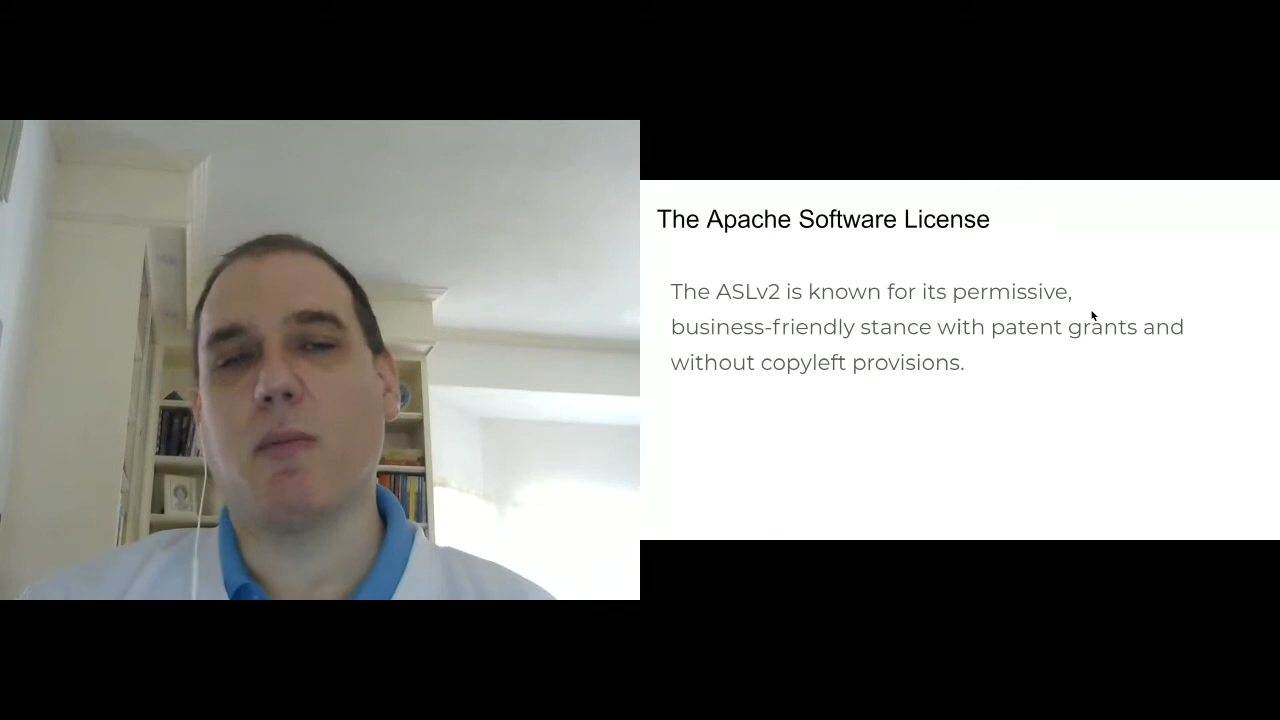 The Apache Software License
The ASLv2 is known for its permissive,
business-friendly stance with patent grants and
without copyleft provisions.